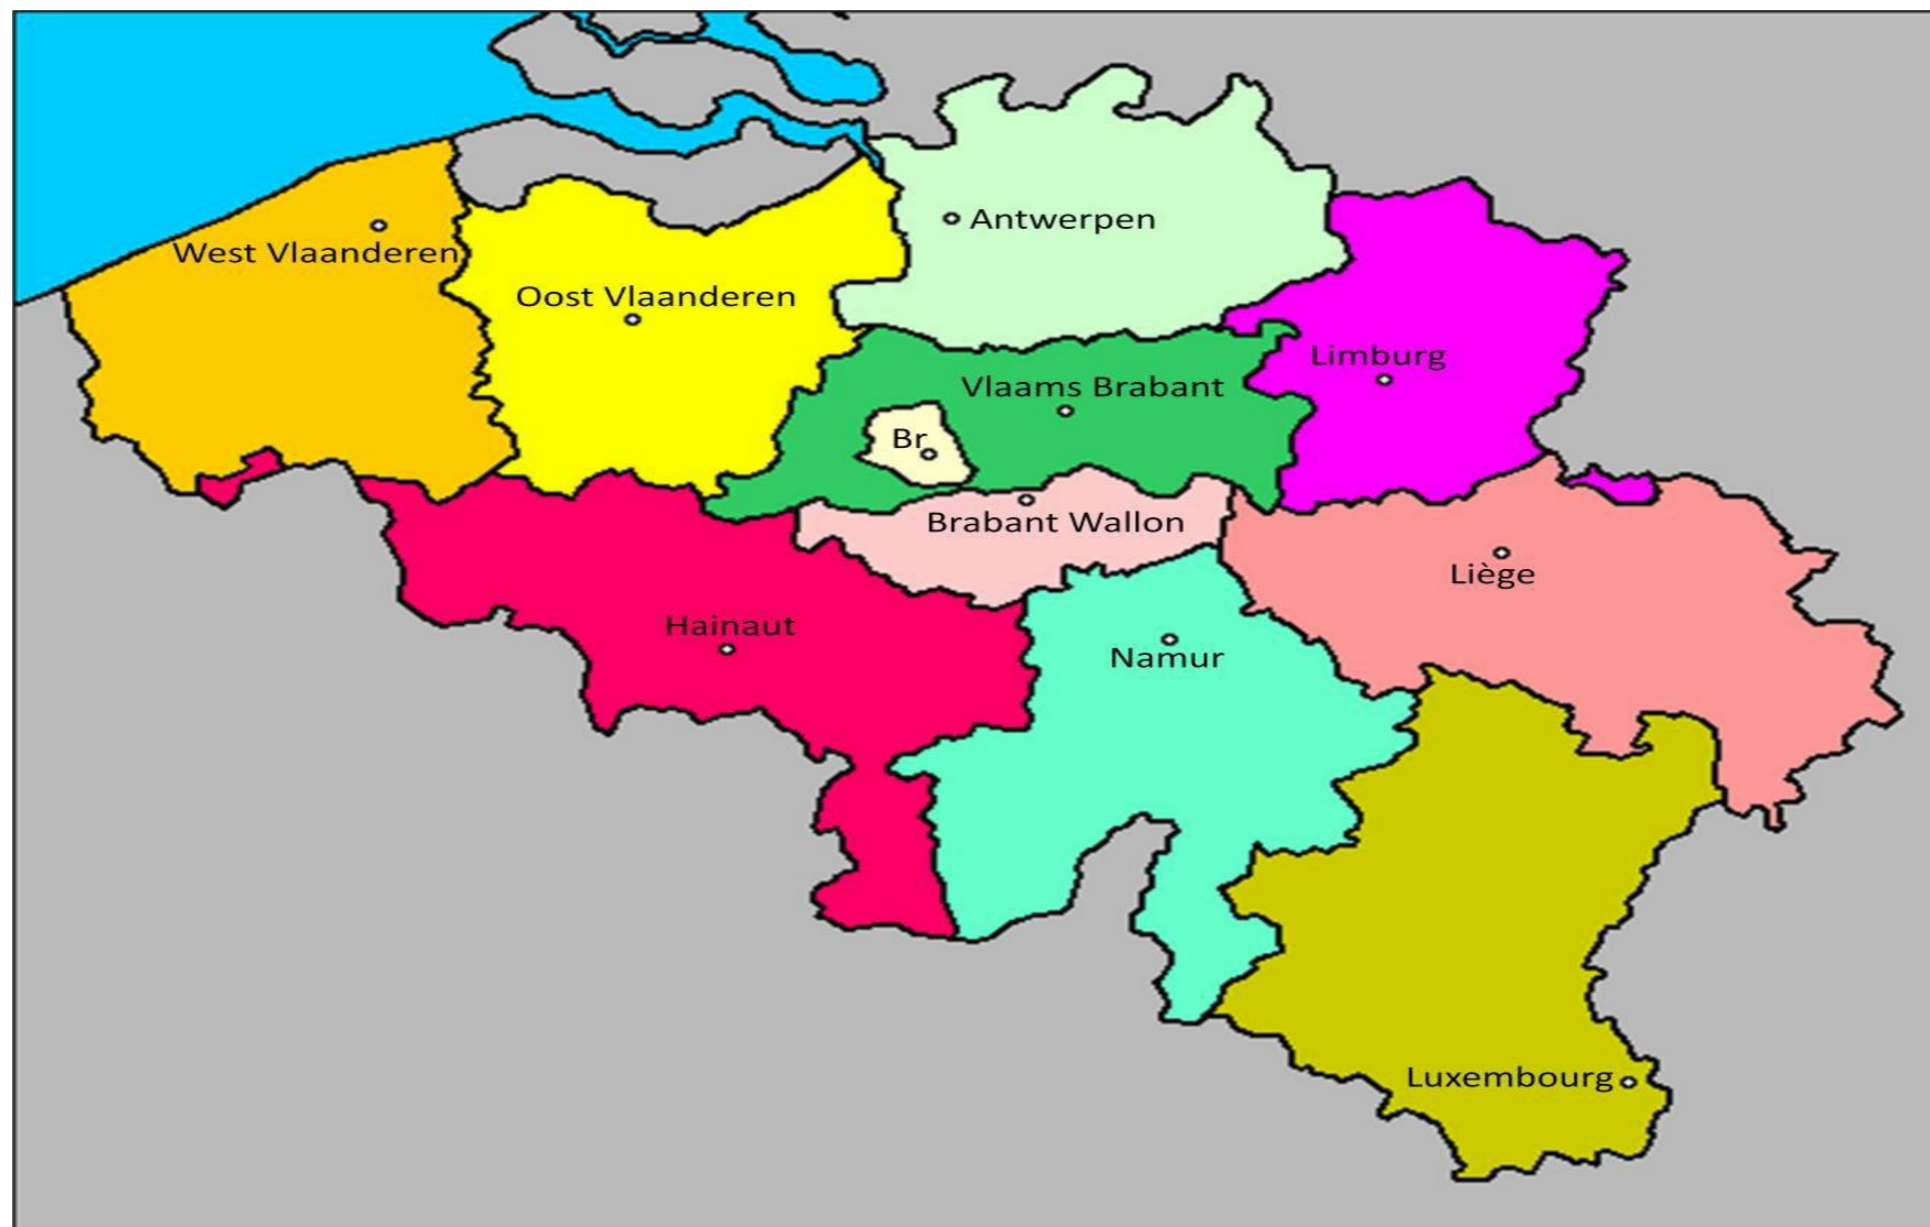 Antwerpen
West Vlaanderen
Oost Vlaanderen
Limburg
Vlaams Brabant
Br
Brabant Wallon
Liège
Hainaut
Namur
Luxembourg